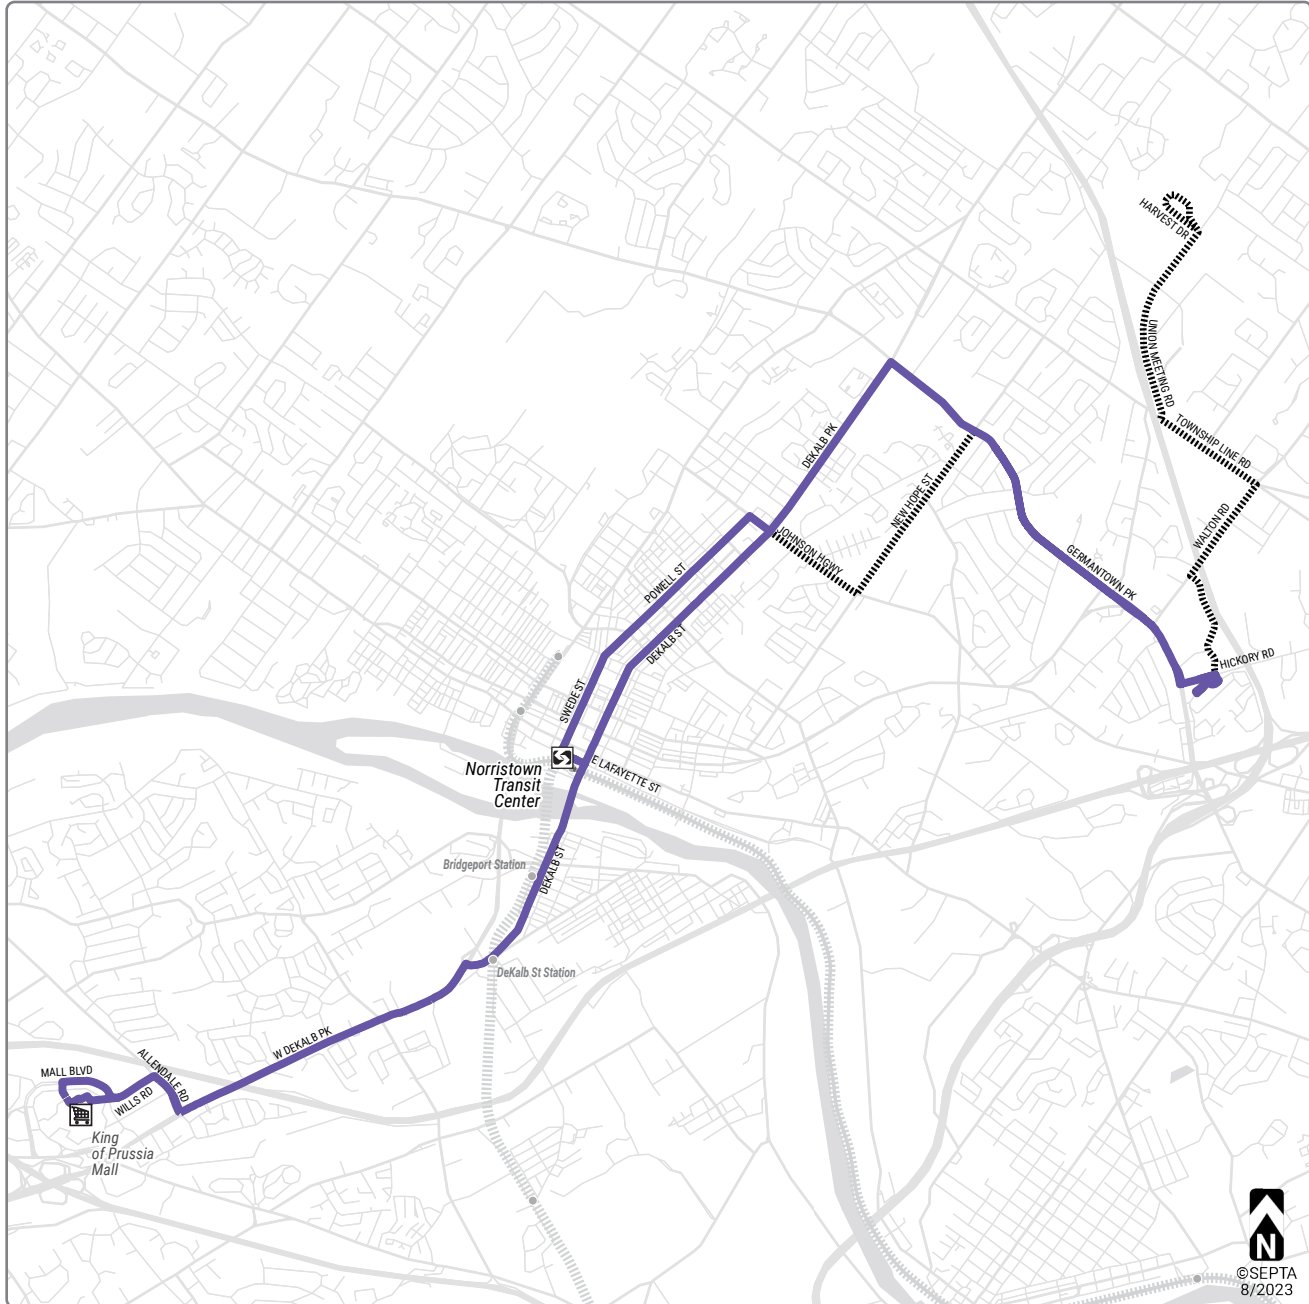 HARVEST DR
UNION MEETING RD
TOWNSHIP LINE RD
DEKALB PK
NEW HOPE ST
WALTON RD
JOHNSON HGWY
GERMANTOWN PK
POWELL ST
DEKALB ST
HICKORY RD
SWEDE ST
E LAFAYETTE ST
Norristown
Transit
Center
Bridgeport Station
DEKALB ST
DeKalb St Station
W DEKALB PK
MALL BLVD
ALLENDALE RD
WILLS RD
King
of Prussia
Mall
N
©SEPTA
8/2023